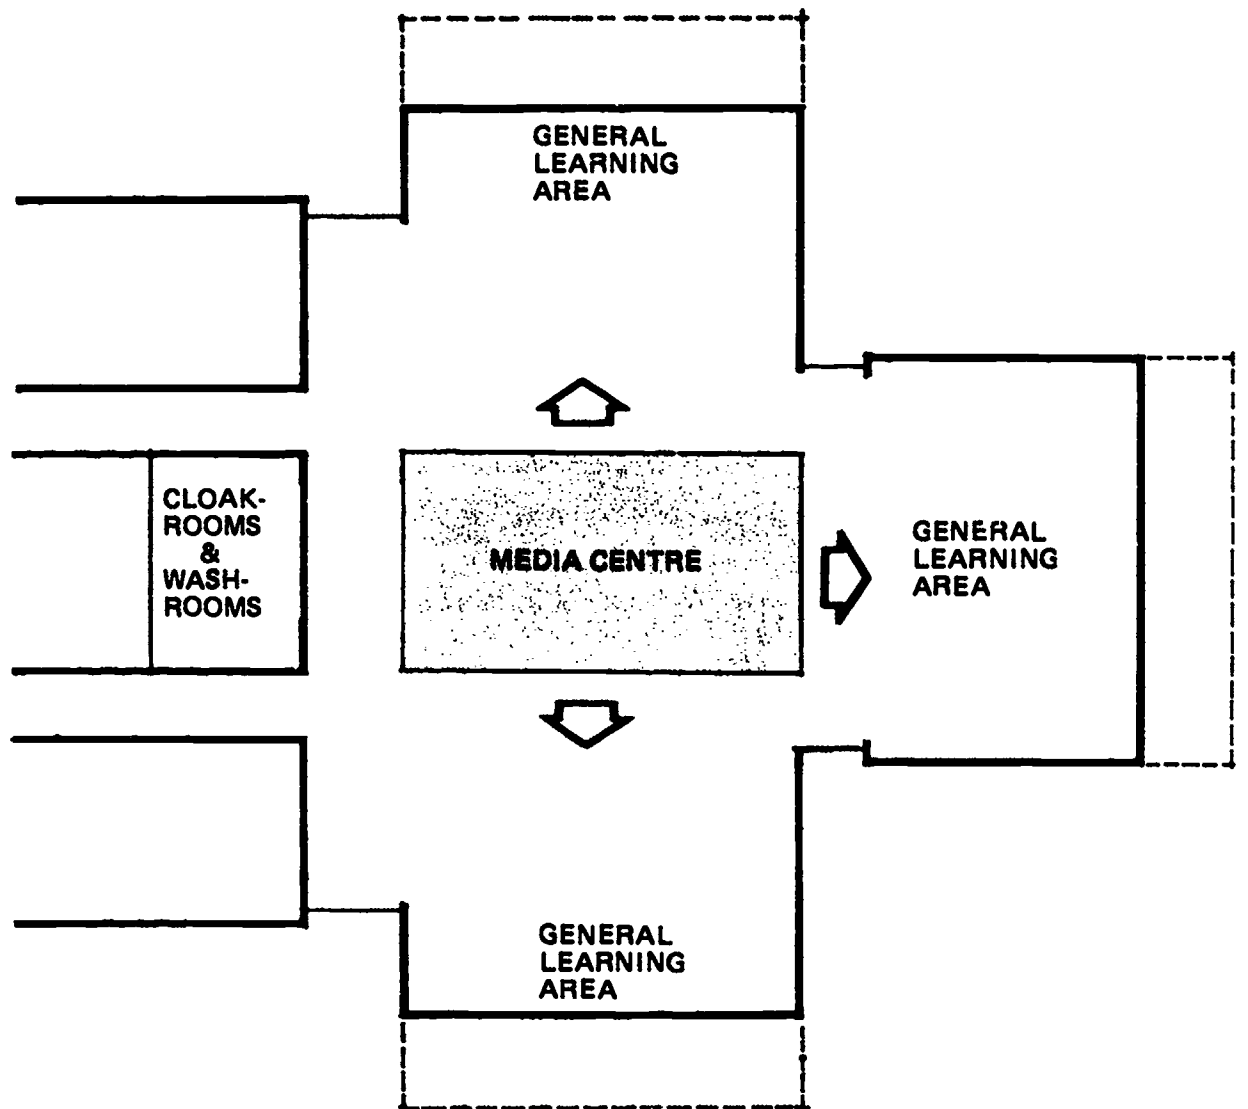 GENERAL
LEARNING
AREA
CLOAK-
ROOMS
&
WASH-
ROOMS
MEDIA CENTRE
GENERAL
LEARNING
AREA
GENERAL
LEARNING
AREA